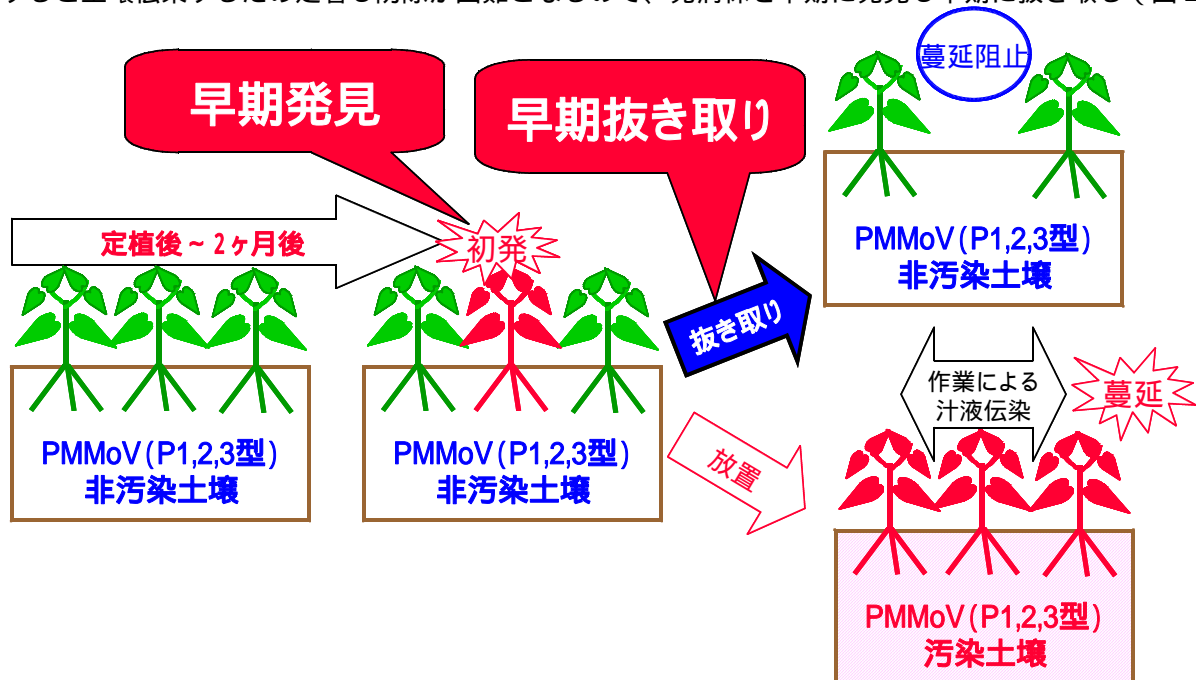 早期発見
早期抜き取り
蔓延阻止
定植後~2ヶ月後
初発
PMMoV(P1,2,3型)
非汚染土壌
PMMoV(P1,2,3型)
非汚染土壌
抜き取り
PMMoV(P1,2,3型)
非汚染土壌
放置
作業による
汁液伝染
蔓延
PMMoV(P1,2,3型)
汚染土壌